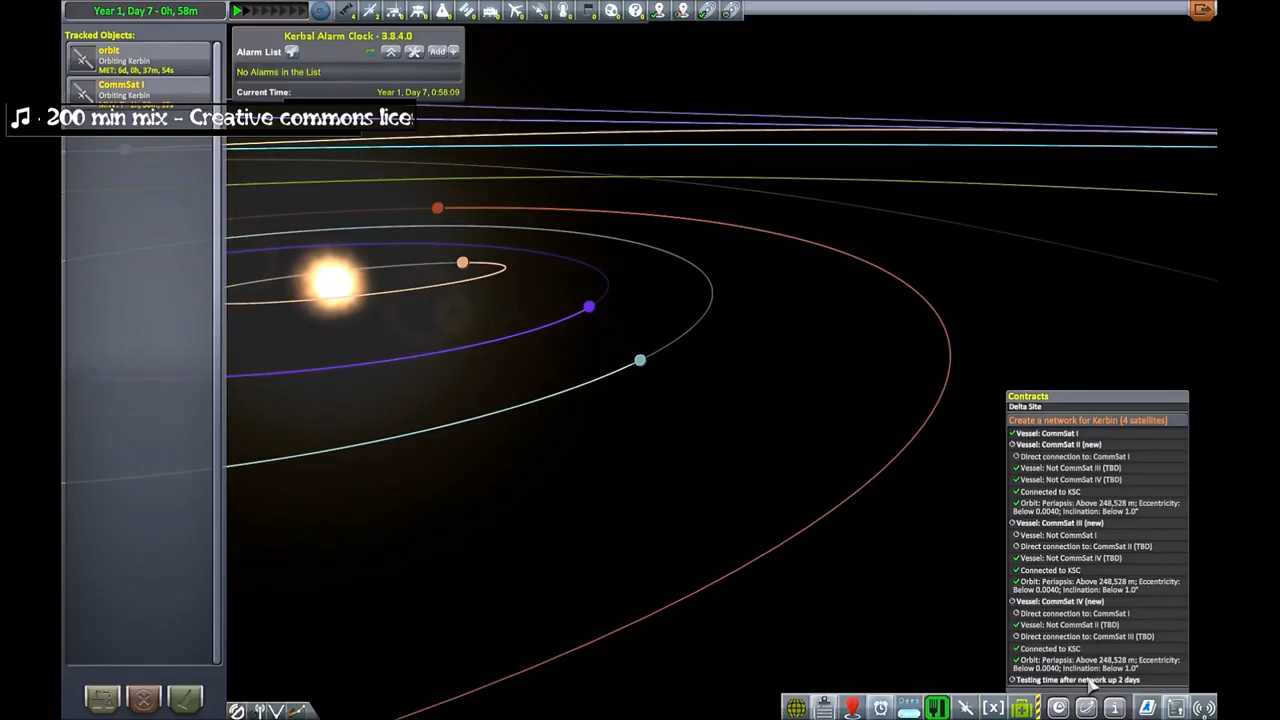 Year 1, Day 7 - 0h, 58m
Tracked Objects:
orbit
Orbiting Kerbin
MET: 6d, 0h, 37m, 54s
CommSat I
Orbiting Kerbin
Kerbal Alarm Clock - 3.8.4.0
Alarm List
Add
No Alarms in the List
Current Time: Year 1, Day 7, 0:58:09
♫ · 200 min mix - Creative commons lice
Contracts
Delta Site
Create a network for Kerbin (4 satellites)
Vessel: CommSat I
Vessel: CommSat II (new)
Direct connection to: CommSat I
Vessel: Not CommSat III (TBD)
Vessel: Not CommSat IV (TBD)
Connected to KSC
Orbit: Periapsis: Above 248,528 m; Eccentricity:
Below 0.0040; Inclination: Below 1.0°
Vessel: CommSat III (new)
Vessel: Not CommSat I
Direct connection to: CommSat II (TBD)
Vessel: Not CommSat IV (TBD)
Connected to KSC
Orbit: Periapsis: Above 248,528 m; Eccentricity:
Below 0.0040; Inclination: Below 1.0°
Vessel: CommSat IV (new)
Direct connection to: CommSat I
Vessel: Not CommSat II (TBD)
Direct connection to: CommSat III (TBD)
Connected to KSC
Orbit: Periapsis: Above 248,528 m; Eccentricity:
Below 0.0040; Inclination: Below 1.0°
Testing time after network up 2 days